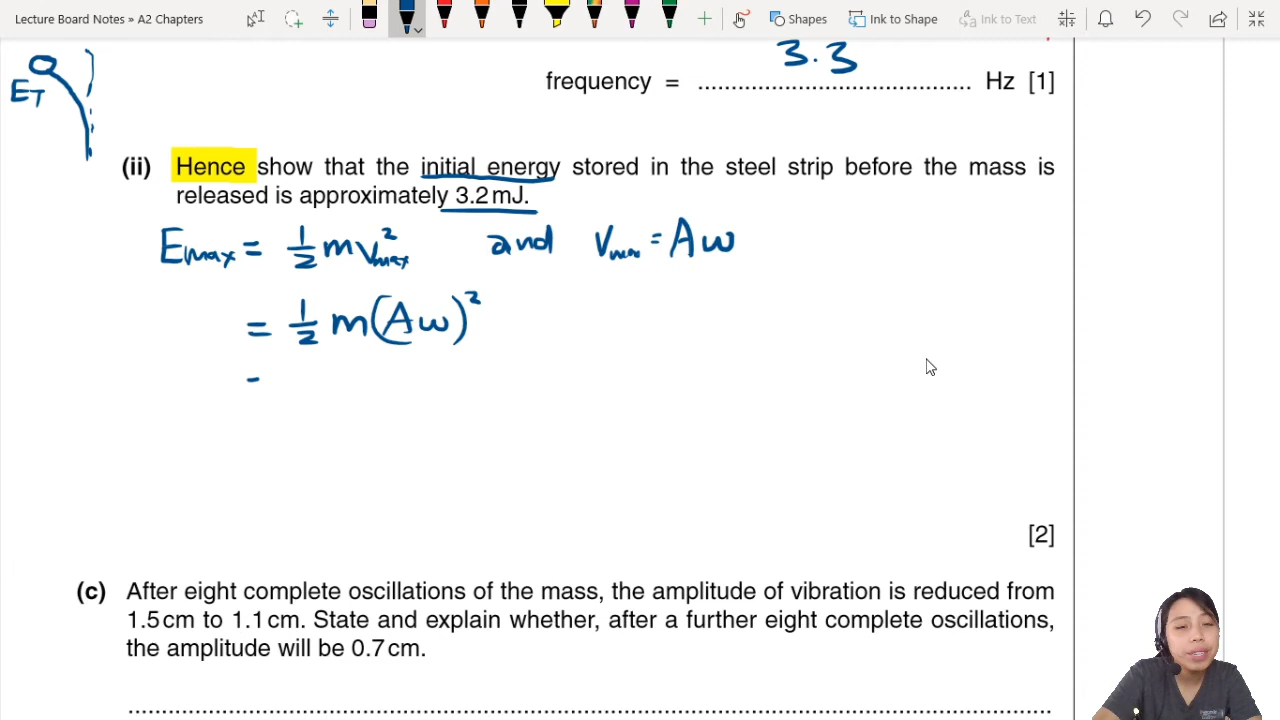 Lecture Board Notes » A2 Chapters
Shapes
Ink to Shape
Ink to Text
3.3
ET
frequency = ........................................ Hz [1]
(ii) Hence show that the initial energy stored in the steel strip before the mass is
released is approximately 3.2 mJ.
Emax = 1/2 m vmax² and vmax = Aω
= 1/2 m(Aω)²
=
[2]
(c) After eight complete oscillations of the mass, the amplitude of vibration is reduced from
1.5 cm to 1.1 cm. State and explain whether, after a further eight complete oscillations,
the amplitude will be 0.7 cm.